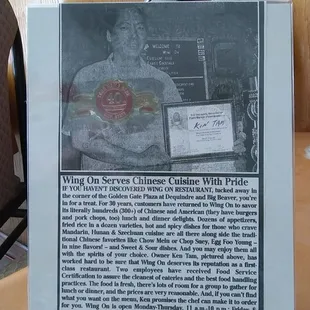 KEN TAM
Wing On Serves Chinese Cuisine With Pride
IF YOU HAVEN'T DISCOVERED WING ON RESTAURANT, tucked away in
the corner of the Golden Gate Plaza at Dequindre and Big Beaver, you're
in for a treat. For 30 years, customers have returned to Wing On to savor
its literally hundreds (300+) of Chinese and American (they have burgers
and pork chops, too) lunch and dinner delights. Dozens of appetizers,
fried rice in a dozen varieties, hot and spicy dishes for those who crave
Mandarin, Hunan & Szechuan cuisine are all there along side the tradi-
tional Chinese favorites like Chow Mein or Chop Suey, Egg Foo Young -
in nine flavors! - and Sweet & Sour dishes. And you may enjoy them all
with the spirits of your choice. Owner Ken Tam, pictured above, has
worked hard to be sure that Wing On deserves its reputation as a first-
class restaurant. Two employees have received Food Service
Certification to assure the cleanest of eateries and the best food handling
practices. The food is fresh, there's lots of room for a group to gather for
lunch or dinner, and the prices are very reasonable. And, if you can't find
what you want on the menu, Ken promises the chef can make it to order
for you. Wing On is open Monday-Thursday, 11 a.m.-10 p.m.; Friday